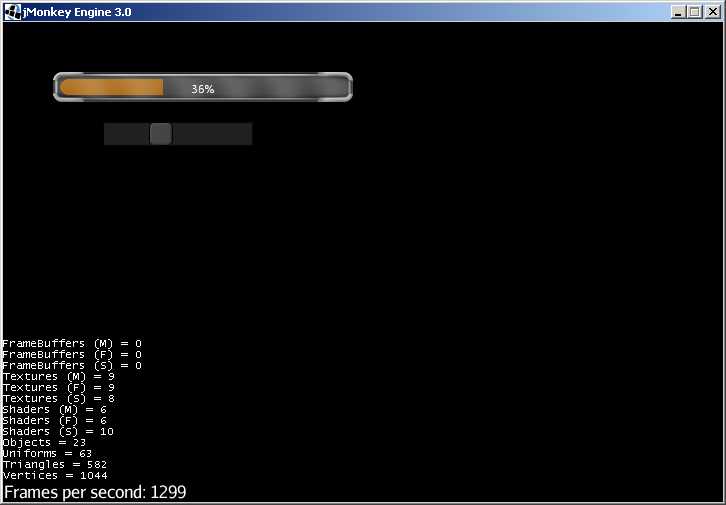 jMonkey Engine 3.0
36%
FrameBuffers (M) = 0
FrameBuffers (F) = 0
FrameBuffers (S) = 0
Textures (M) = 9
Textures (F) = 9
Textures (S) = 8
Shaders (M) = 6
Shaders (F) = 6
Shaders (S) = 10
Objects = 23
Uniforms = 63
Triangles = 582
Vertices = 1044
Frames per second: 1299